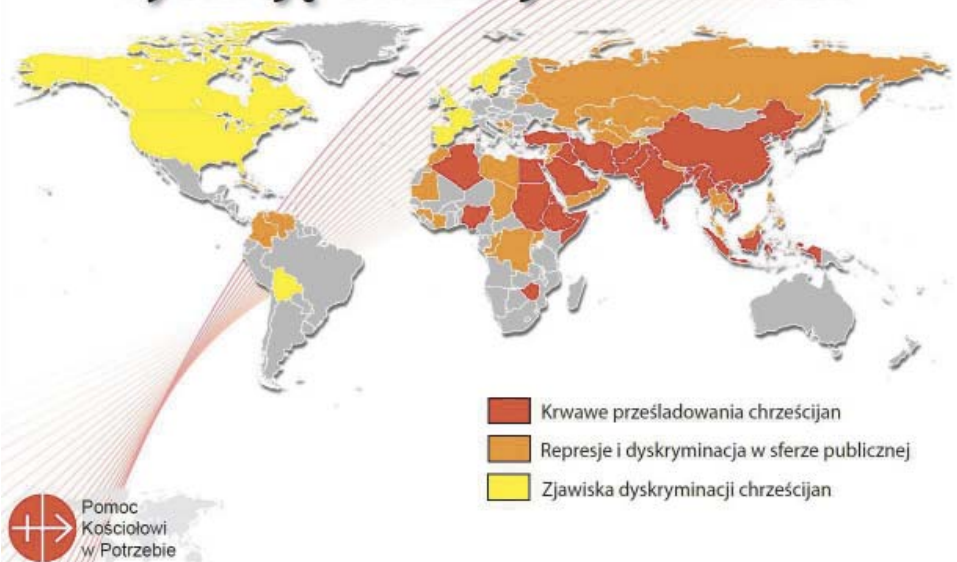 Krwawe prześladowania chrześcijan
Represje i dyskryminacja w sferze publicznej
Zjawiska dyskryminacji chrześcijan
Pomoc
Kościołowi
w Potrzebie